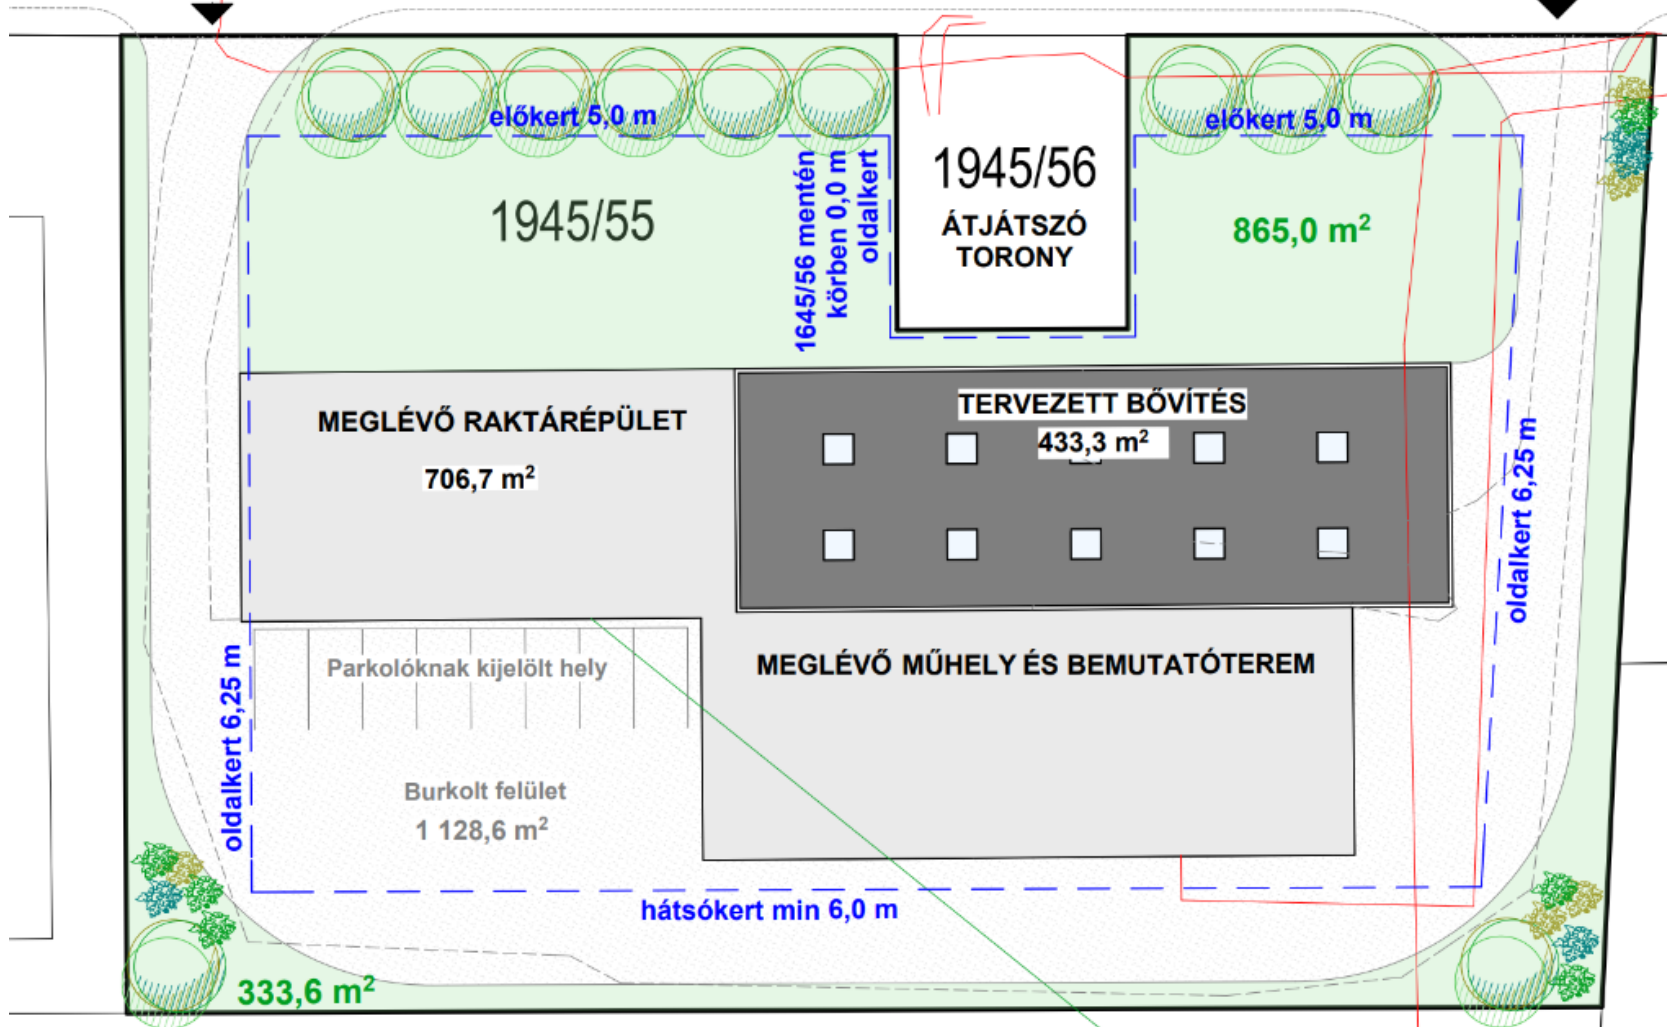 előkert 5,0 m
előkert 5,0 m
1945/55
1645/56 mentén
körben 0,0 m
oldalkert
1945/56
ÁTJÁTSZÓ
TORONY
865,0 m²
MEGLÉVŐ RAKTÁRÉPÜLET
706,7 m²
TERVEZETT BŐVÍTÉS
433,3 m²
oldalkert 6,25 m
oldalkert 6,25 m
Parkolóknak kijelölt hely
MEGLÉVŐ MŰHELY ÉS BEMUTATÓTEREM
Burkolt felület
1 128,6 m²
hátsókert min 6,0 m
333,6 m²